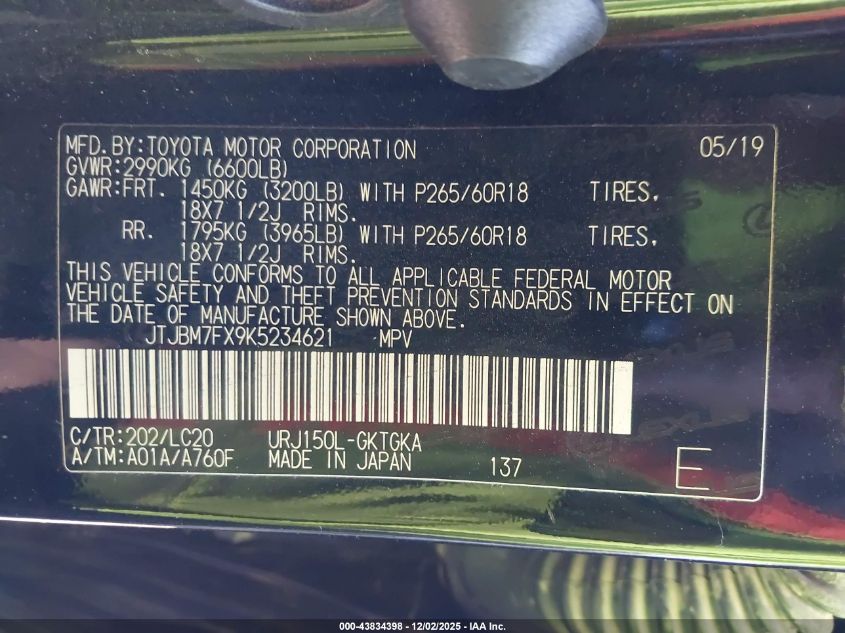 MFD.BY:TOYOTA MOTOR CORPORATION 05/19
GVWR:2990KG (6600LB)
GAWR:FRT. 1450KG (3200LB) WITH P265/60R18 TIRES,
18X7 1/2J RIMS.
RR. 1795KG (3965LB) WITH P265/60R18 TIRES,
18X7 1/2J RIMS.
THIS VEHICLE CONFORMS TO ALL APPLICABLE FEDERAL MOTOR
VEHICLE SAFETY AND THEFT PREVENTION STANDARDS IN EFFECT ON
THE DATE OF MANUFACTURE SHOWN ABOVE.
JTJBM7FX9K5234621 MPV
C/TR:202/LC20 URJ150L-GKTGKA
A/TM:A01A/A760F MADE IN JAPAN 137 E
000-43834398 - 12/02/2025 - IAA Inc.